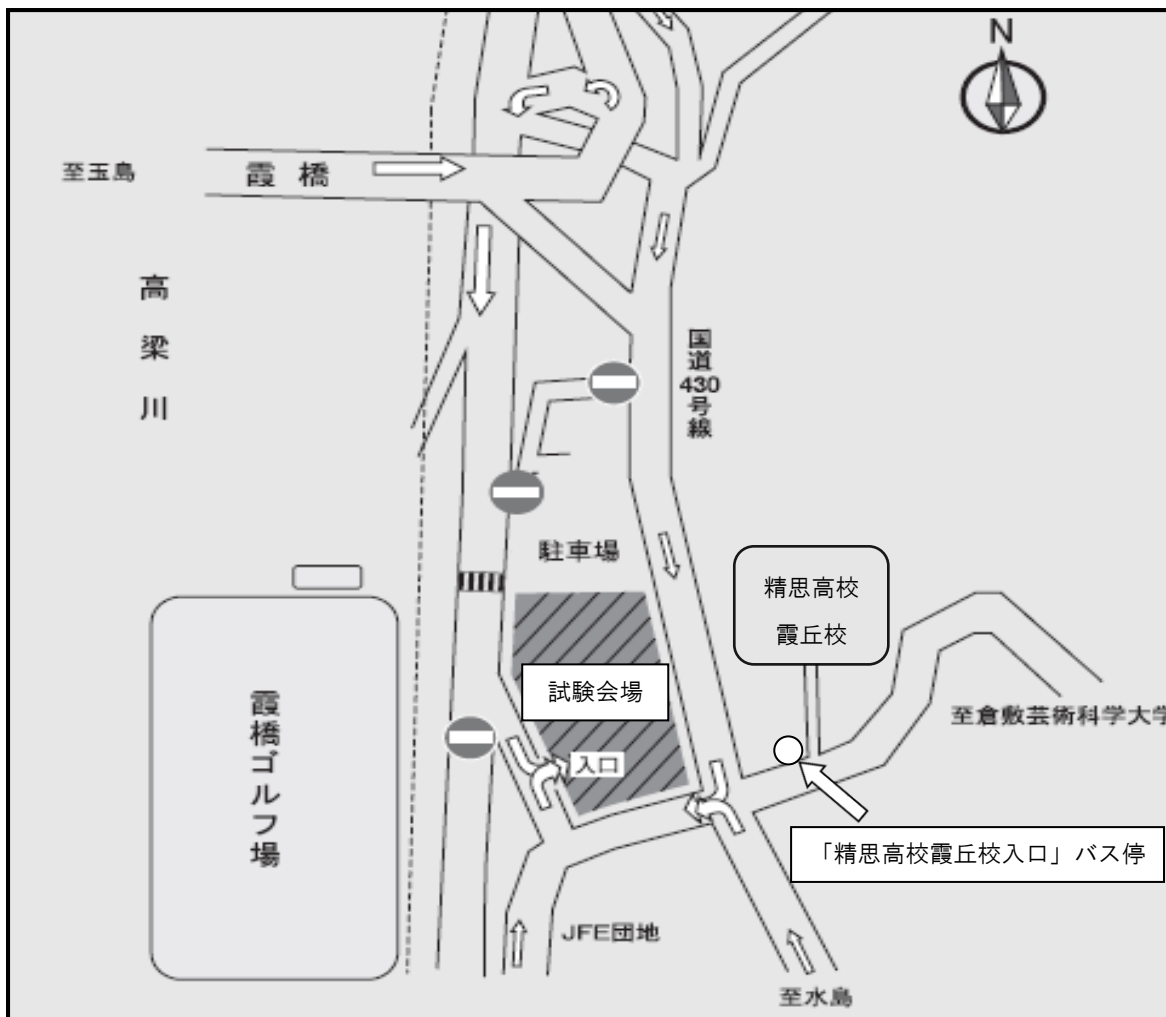 N
至玉島
霞橋
高梁川
国道430号線
駐車場
精思高校
霞丘校
試験会場
至倉敷芸術科学大学
霞橋ゴルフ場
入口
「精思高校霞丘校入口」バス停
JFE団地
至水島